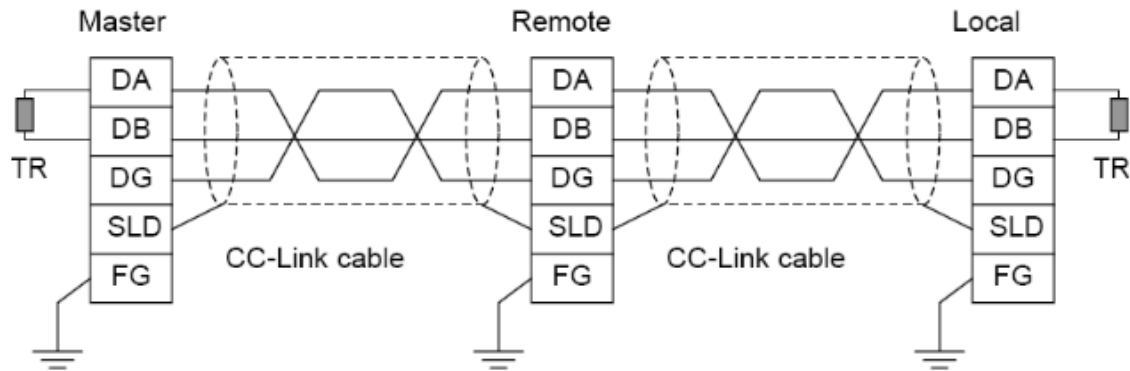 Master Remote Local
DA DA DA
DB DB DB
TR DG DG DG TR
SLD SLD SLD
CC-Link cable CC-Link cable
FG FG FG